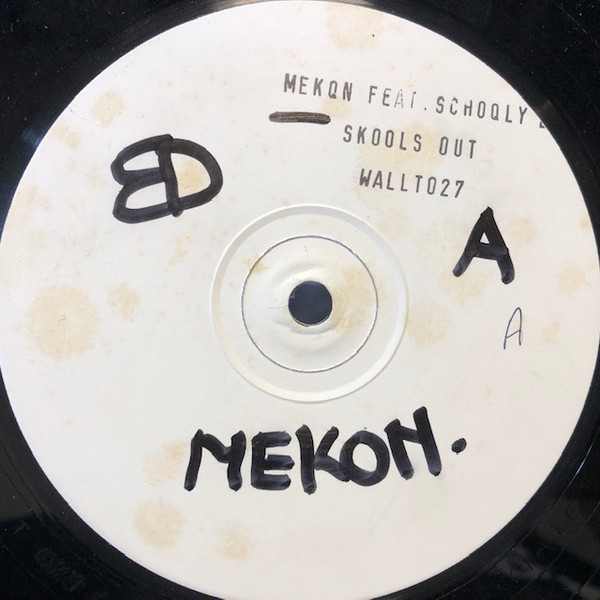 MEKON FEAT. SCHOOLY
SKOOLS OUT
WALLT027
BD
A
A
MEKON.